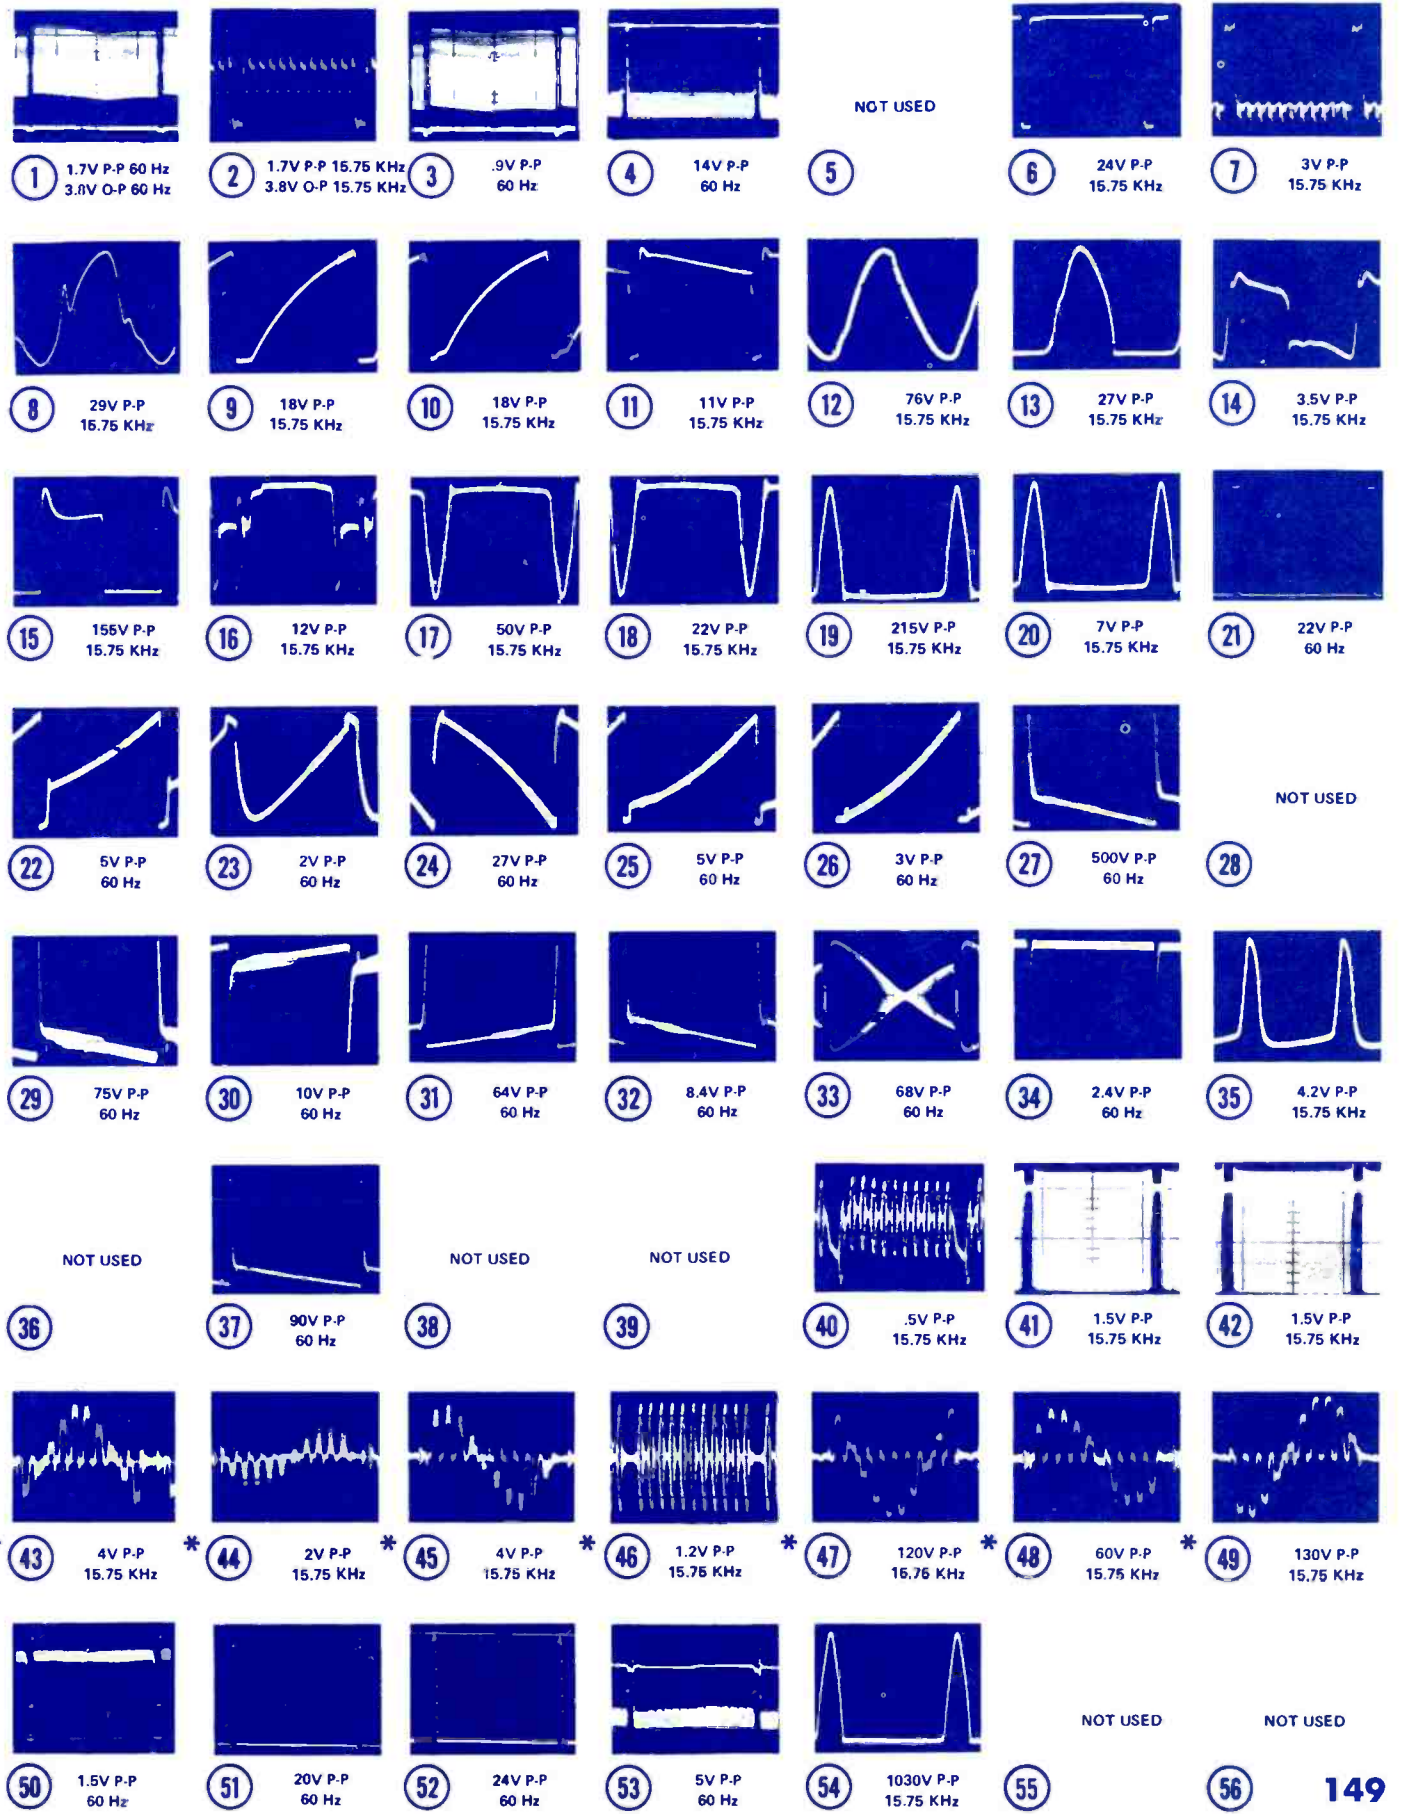 1 1.7V P-P 60 Hz
3.8V O-P 60 Hz
2 1.7V P-P 15.75 KHz
3.8V O-P 15.75 KHz
3 .9V P-P
60 Hz
4 14V P-P
60 Hz
NOT USED
5
6 24V P-P
15.75 KHz
7 3V P-P
15.75 KHz
8 29V P-P
15.75 KHz
9 18V P-P
15.75 KHz
10 18V P-P
15.75 KHz
11 11V P-P
15.75 KHz
12 76V P-P
15.75 KHz
13 27V P-P
15.75 KHz
14 3.5V P-P
15.75 KHz
15 155V P-P
15.75 KHz
16 12V P-P
15.75 KHz
17 50V P-P
15.75 KHz
18 22V P-P
15.75 KHz
19 215V P-P
15.75 KHz
20 7V P-P
15.75 KHz
21 22V P-P
60 Hz
22 5V P-P
60 Hz
23 2V P-P
60 Hz
24 27V P-P
60 Hz
25 5V P-P
60 Hz
26 3V P-P
60 Hz
27 500V P-P
60 Hz
NOT USED
28
29 75V P-P
60 Hz
30 10V P-P
60 Hz
31 64V P-P
60 Hz
32 8.4V P-P
60 Hz
33 68V P-P
60 Hz
34 2.4V P-P
60 Hz
35 4.2V P-P
15.75 KHz
NOT USED
36
37 90V P-P
60 Hz
NOT USED
38
NOT USED
39
40 .5V P-P
15.75 KHz
41 1.5V P-P
15.75 KHz
42 1.5V P-P
15.75 KHz
43 4V P-P
15.75 KHz
* 44 2V P-P
15.75 KHz
* 45 4V P-P
15.75 KHz
* 46 1.2V P-P
15.75 KHz
* 47 120V P-P
15.75 KHz
* 48 60V P-P
15.75 KHz
* 49 130V P-P
15.75 KHz
50 1.5V P-P
60 Hz
51 20V P-P
60 Hz
52 24V P-P
60 Hz
53 5V P-P
60 Hz
54 1030V P-P
15.75 KHz
NOT USED
55
NOT USED
56
149